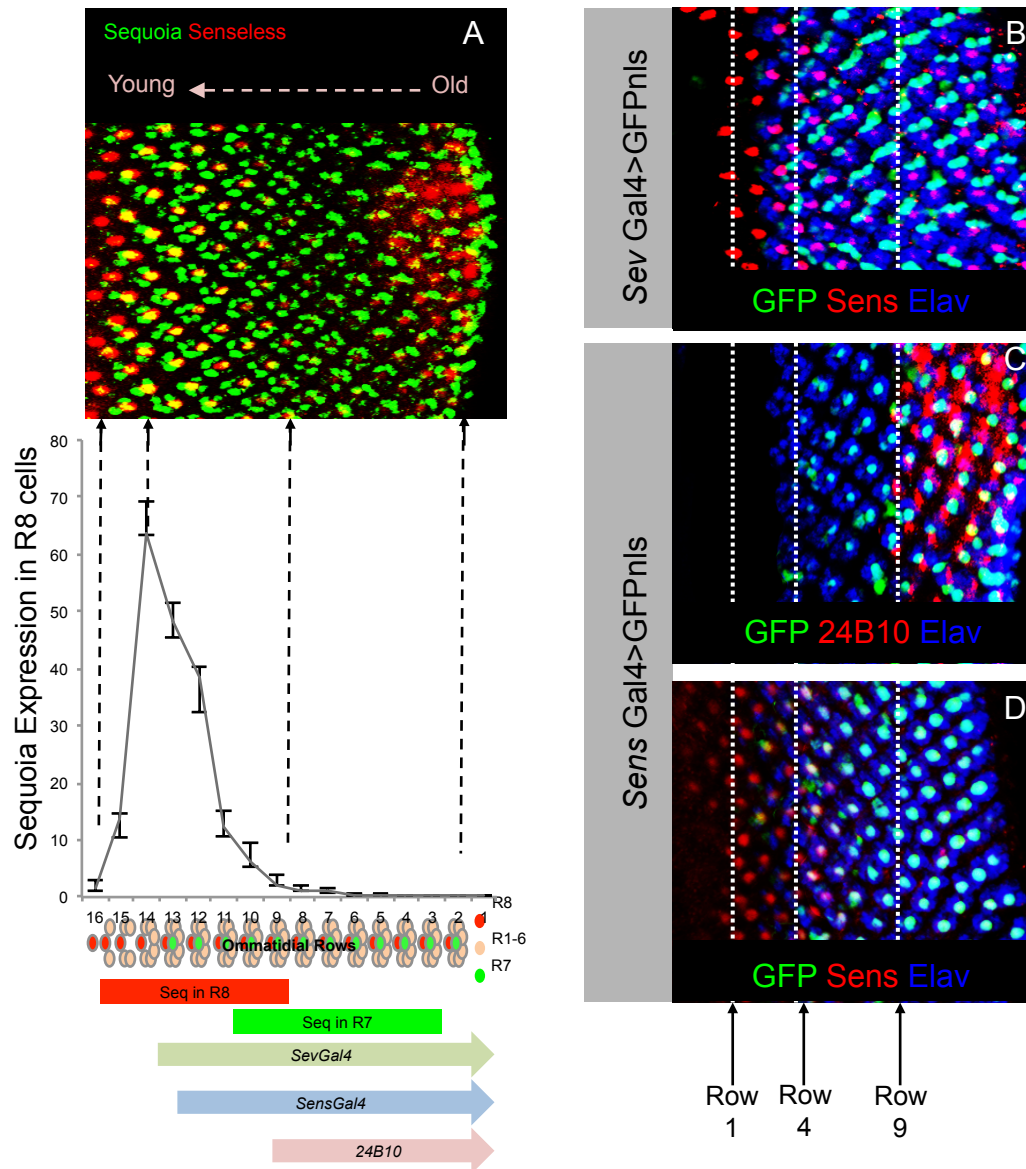 Sequoia Senseless
A
Young
Old
80
70
60
50
40
30
20
10
0
Sequoia Expression in R8 cells
16 15 14 13 12 11 10 9 8 7 6 5 4 3 2 1
Ommatidial Rows
R8
R1-6
R7
Seq in R8
Seq in R7
SevGal4
SensGal4
24B10
B
Sev Gal4>GFPnls
GFP Sens Elav
C
Sens Gal4>GFPnls
GFP 24B10 Elav
D
GFP Sens Elav
Row
1
Row
4
Row
9